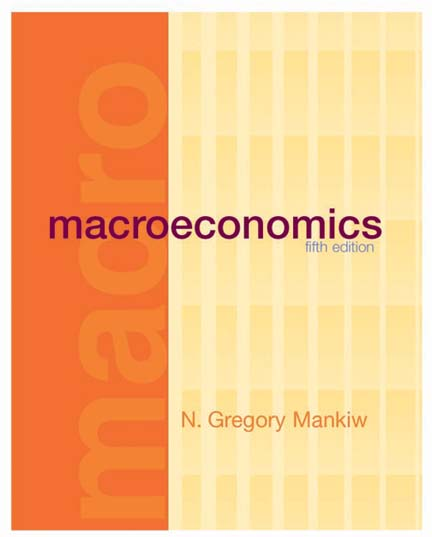 macro
macroeconomics
fifth edition
N. Gregory Mankiw